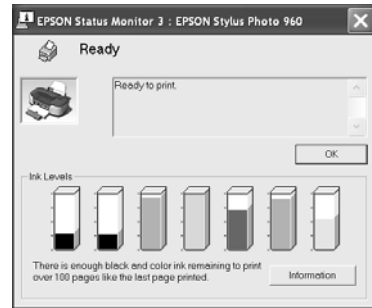 EPSON Status Monitor 3 : EPSON Stylus Photo 960
Ready
Ready to print.
OK
Ink Levels
There is enough black and color ink remaining to print
over 100 pages like the last page printed.
Information